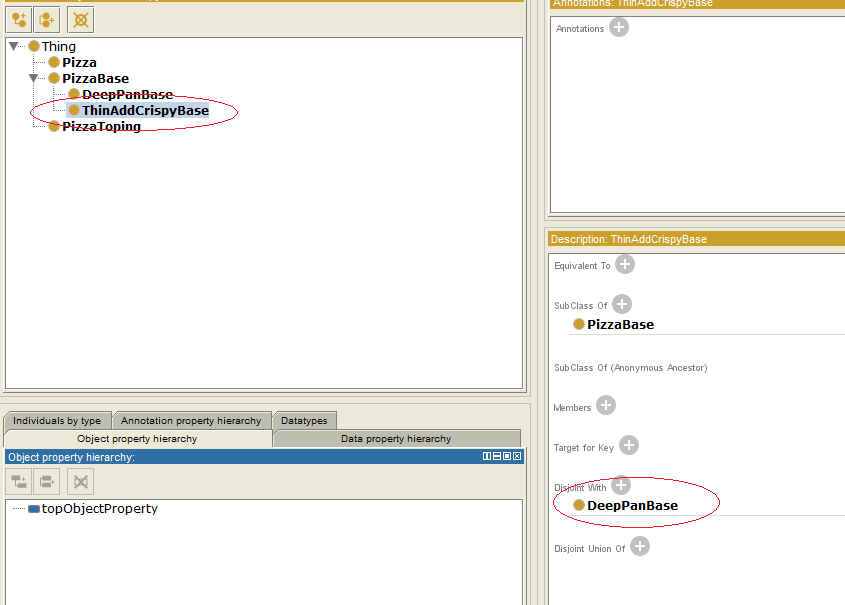 Annotations: ThinAddCrispyBase
Annotations
Thing
Pizza
PizzaBase
DeepPanBase
ThinAddCrispyBase
PizzaToping
Description: ThinAddCrispyBase
Equivalent To
SubClass Of
PizzaBase
SubClass Of (Anonymous Ancestor)
Members
Target for Key
Disjoint With
DeepPanBase
Disjoint Union Of
Individuals by type
Annotation property hierarchy
Datatypes
Object property hierarchy
Data property hierarchy
Object property hierarchy:
topObjectProperty